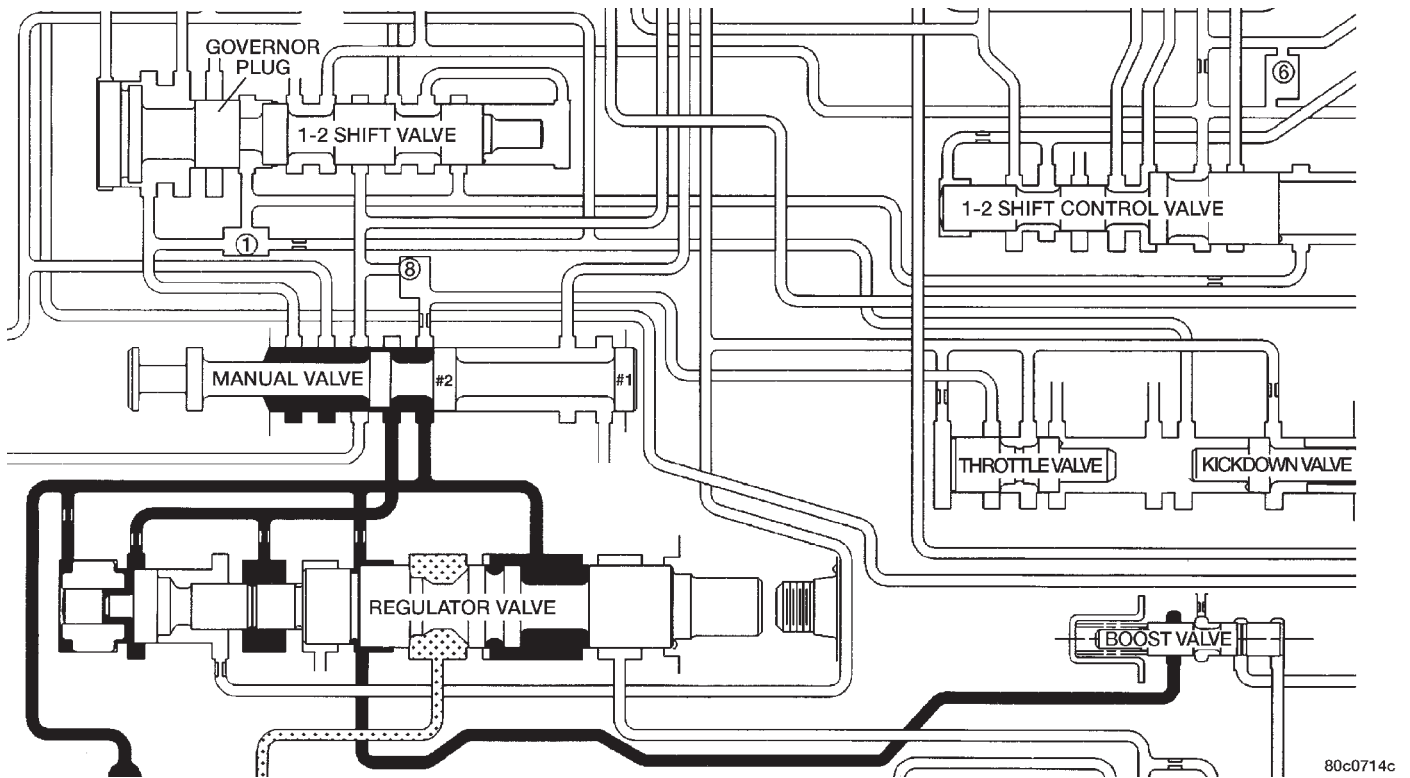 GOVERNOR
PLUG
6
1-2 SHIFT VALVE
1-2 SHIFT CONTROL VALVE
1
8
MANUAL VALVE
#2
#1
THROTTLE VALVE
KICKDOWN VALVE
REGULATOR VALVE
BOOST VALVE
80c0714c